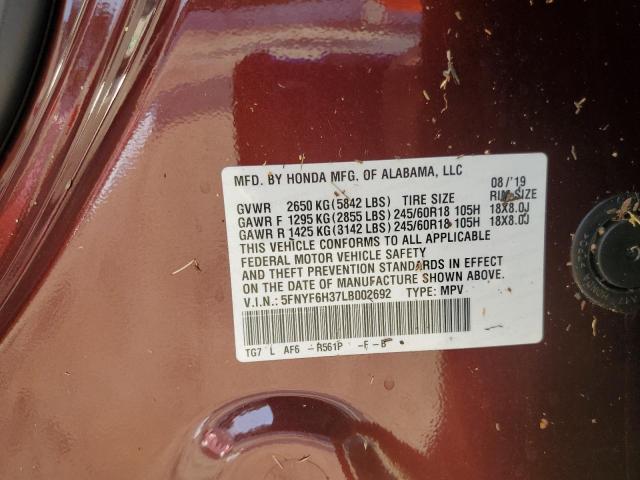 MFD. BY HONDA MFG. OF ALABAMA, LLC 08/'19
GVWR 2650 KG (5842 LBS) TIRE SIZE RIM SIZE
GAWR F 1295 KG (2855 LBS) 245/60R18 105H 18X8.0J
GAWR R 1425 KG (3142 LBS) 245/60R18 105H 18X8.0J
THIS VEHICLE CONFORMS TO ALL APPLICABLE
FEDERAL MOTOR VEHICLE SAFETY
AND THEFT PREVENTION STANDARDS IN EFFECT
ON THE DATE OF MANUFACTURE SHOWN ABOVE.
V.I.N.: 5FNYF6H37LB002692 TYPE: MPV
TG7 L AF6 -R561P -F -B